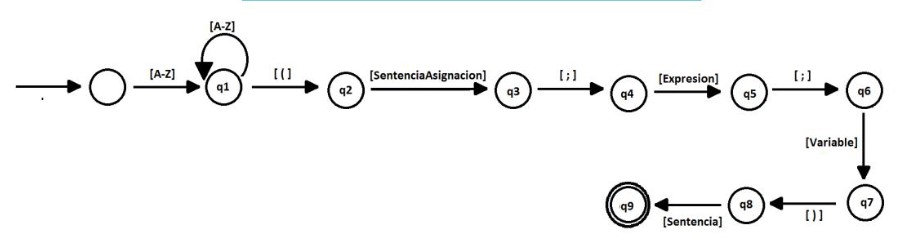 [A-Z]
[A-Z]
q1
[ ( ]
q2
[SentenciaAsignacion]
q3
[ ; ]
q4
[Expresion]
q5
[ ; ]
q6
[Variable]
q7
[ ) ]
q8
[Sentencia]
q9